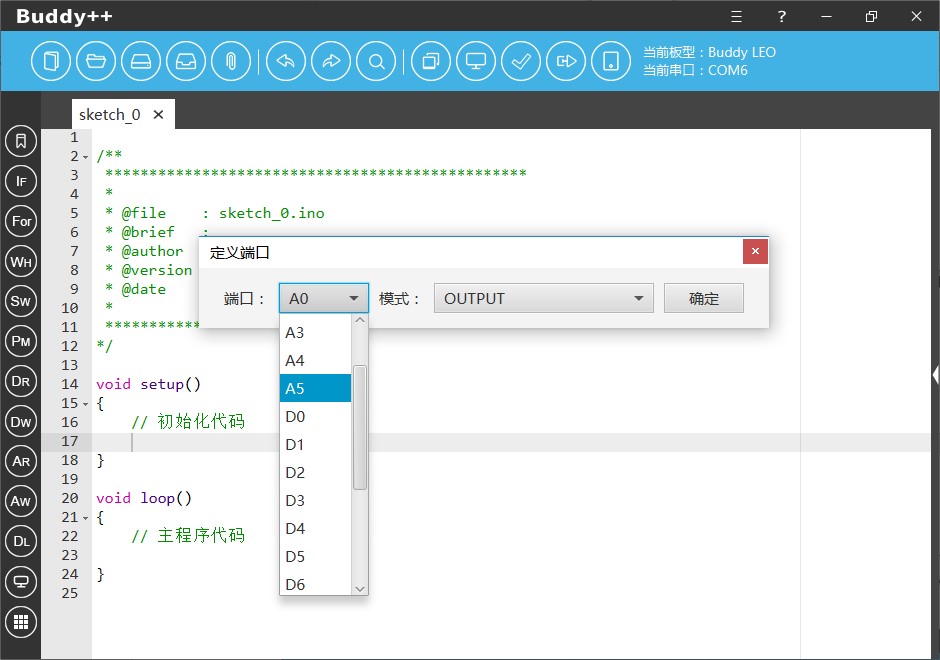 Buddy++
?
当前板型：Buddy LEO
当前串口：COM6
sketch_0 ×
IF
For
WH
SW
PM
DR
DW
AR
AW
DL
1
2 /**
3 ************************************************
4 *
5 * @file : sketch_0.ino
6 * @brief :
7 * @author
8 * @version
9 * @date
10 *
11 ***********
12 */
13
14 void setup()
15 {
16 // 初始化代码
17
18 }
19
20 void loop()
21 {
22 // 主程序代码
23
24 }
25
定义端口
端口： A0 模式： OUTPUT 确定
A3
A4
A5
D0
D1
D2
D3
D4
D5
D6